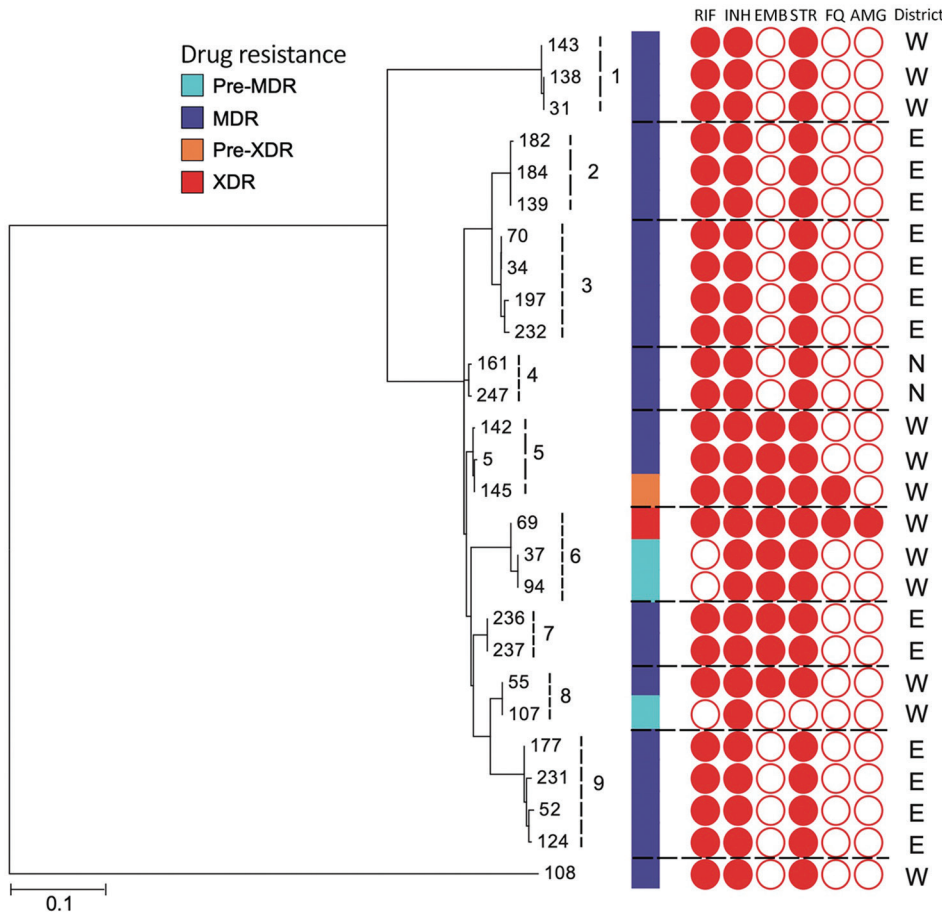 RIF INH EMB STR FQ AMG District
Drug resistance
Pre-MDR
MDR
Pre-XDR
XDR
143 W
138 1 W
31 W
182 E
184 2 E
139 E
70 E
34 3 E
197 E
232 E
161 4 N
247 N
142 W
5 5 W
145 W
69 W
37 6 W
94 W
236 7 E
237 E
55 8 W
107 W
177 E
231 9 E
52 E
124 E
108 W
0.1